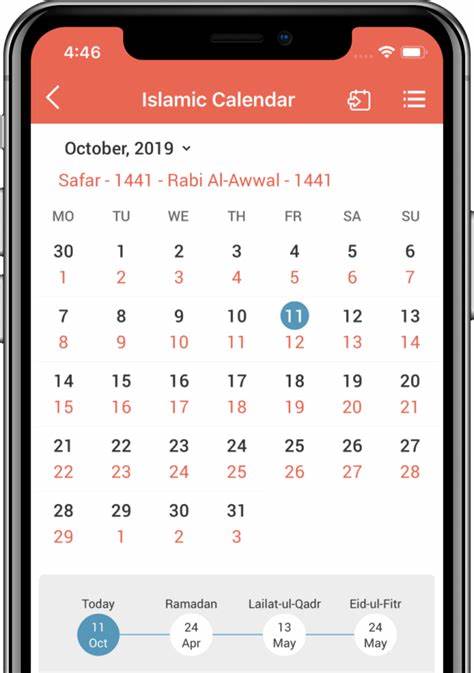 4:46
Islamic Calendar
October, 2019
Safar - 1441 - Rabi Al-Awwal - 1441
MO TU WE TH FR SA SU
30 1 2 3 4 5 6
1 2 3 4 5 6 7
7 8 9 10 11 12 13
8 9 10 11 12 13 14
14 15 16 17 18 19 20
15 16 17 18 19 20 21
21 22 23 24 25 26 27
22 23 24 25 26 27 28
28 29 30 31
29 1 2 3
Today Ramadan Lailat-ul-Qadr Eid-ul-Fitr
11 24 13 24
Oct Apr May May